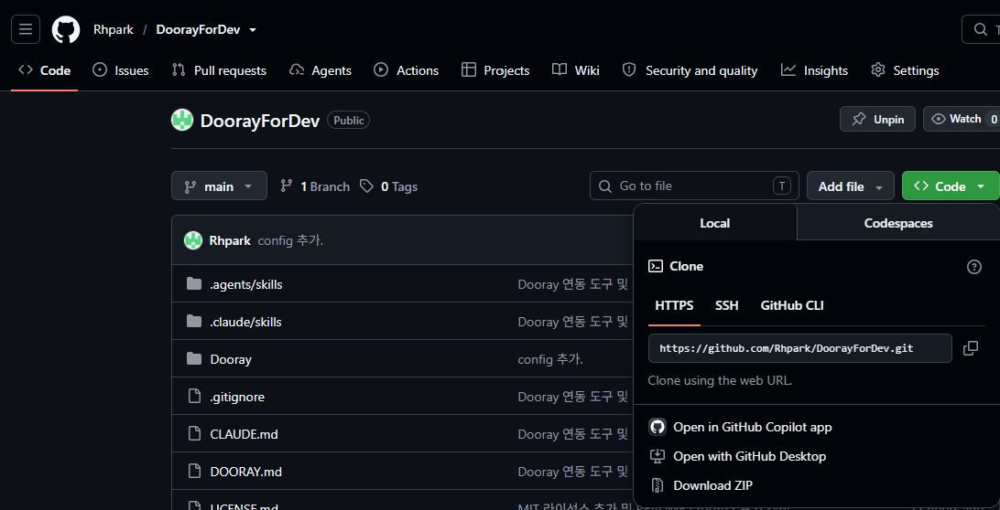 Rhpark / DoorayForDev
Code Issues Pull requests Agents Actions Projects Wiki Security and quality Insights Settings
DoorayForDev Public Unpin Watch 0
main 1 Branch 0 Tags Go to file T Add file Code
Local Codespaces
Rhpark config 추가.
Clone
.agents/skills Dooray 연동 도구 및
HTTPS SSH GitHub CLI
.claude/skills Dooray 연동 도구 및
https://github.com/Rhpark/DoorayForDev.git
Dooray config 추가.
Clone using the web URL.
.gitignore Dooray 연동 도구 및
Open in GitHub Copilot app
CLAUDE.md Dooray 연동 도구 및
Open with GitHub Desktop
DOORAY.md Dooray 연동 도구 및
Download ZIP
LICENSE.md MIT 라이선스 추가 및